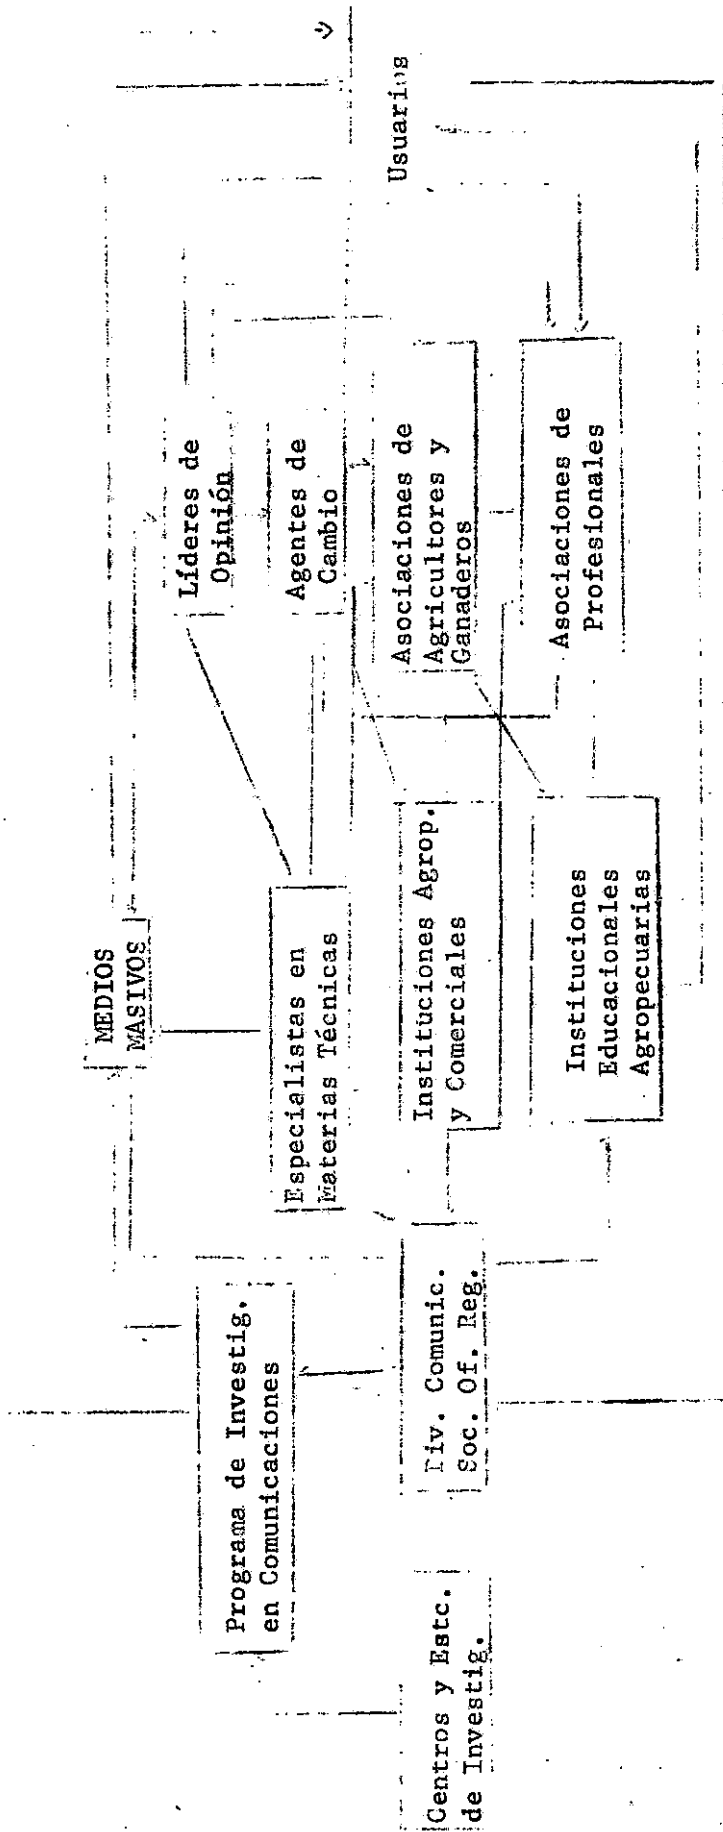 MEDIOS
MASIVOS
Programa de Investig.
en Comunicaciones
Especialistas en
Materias Técnicas
Líderes de
Opinión
Agentes de
Cambio
Centros y Estc.
de Investig.
Div. Comunic.
Soc. Of. Reg.
Instituciones Agrop.
y Comerciales
Asociaciones de
Agricultores y
Ganaderos
Usuarios
Instituciones
Educacionales
Agropecuarias
Asociaciones de
Profesionales